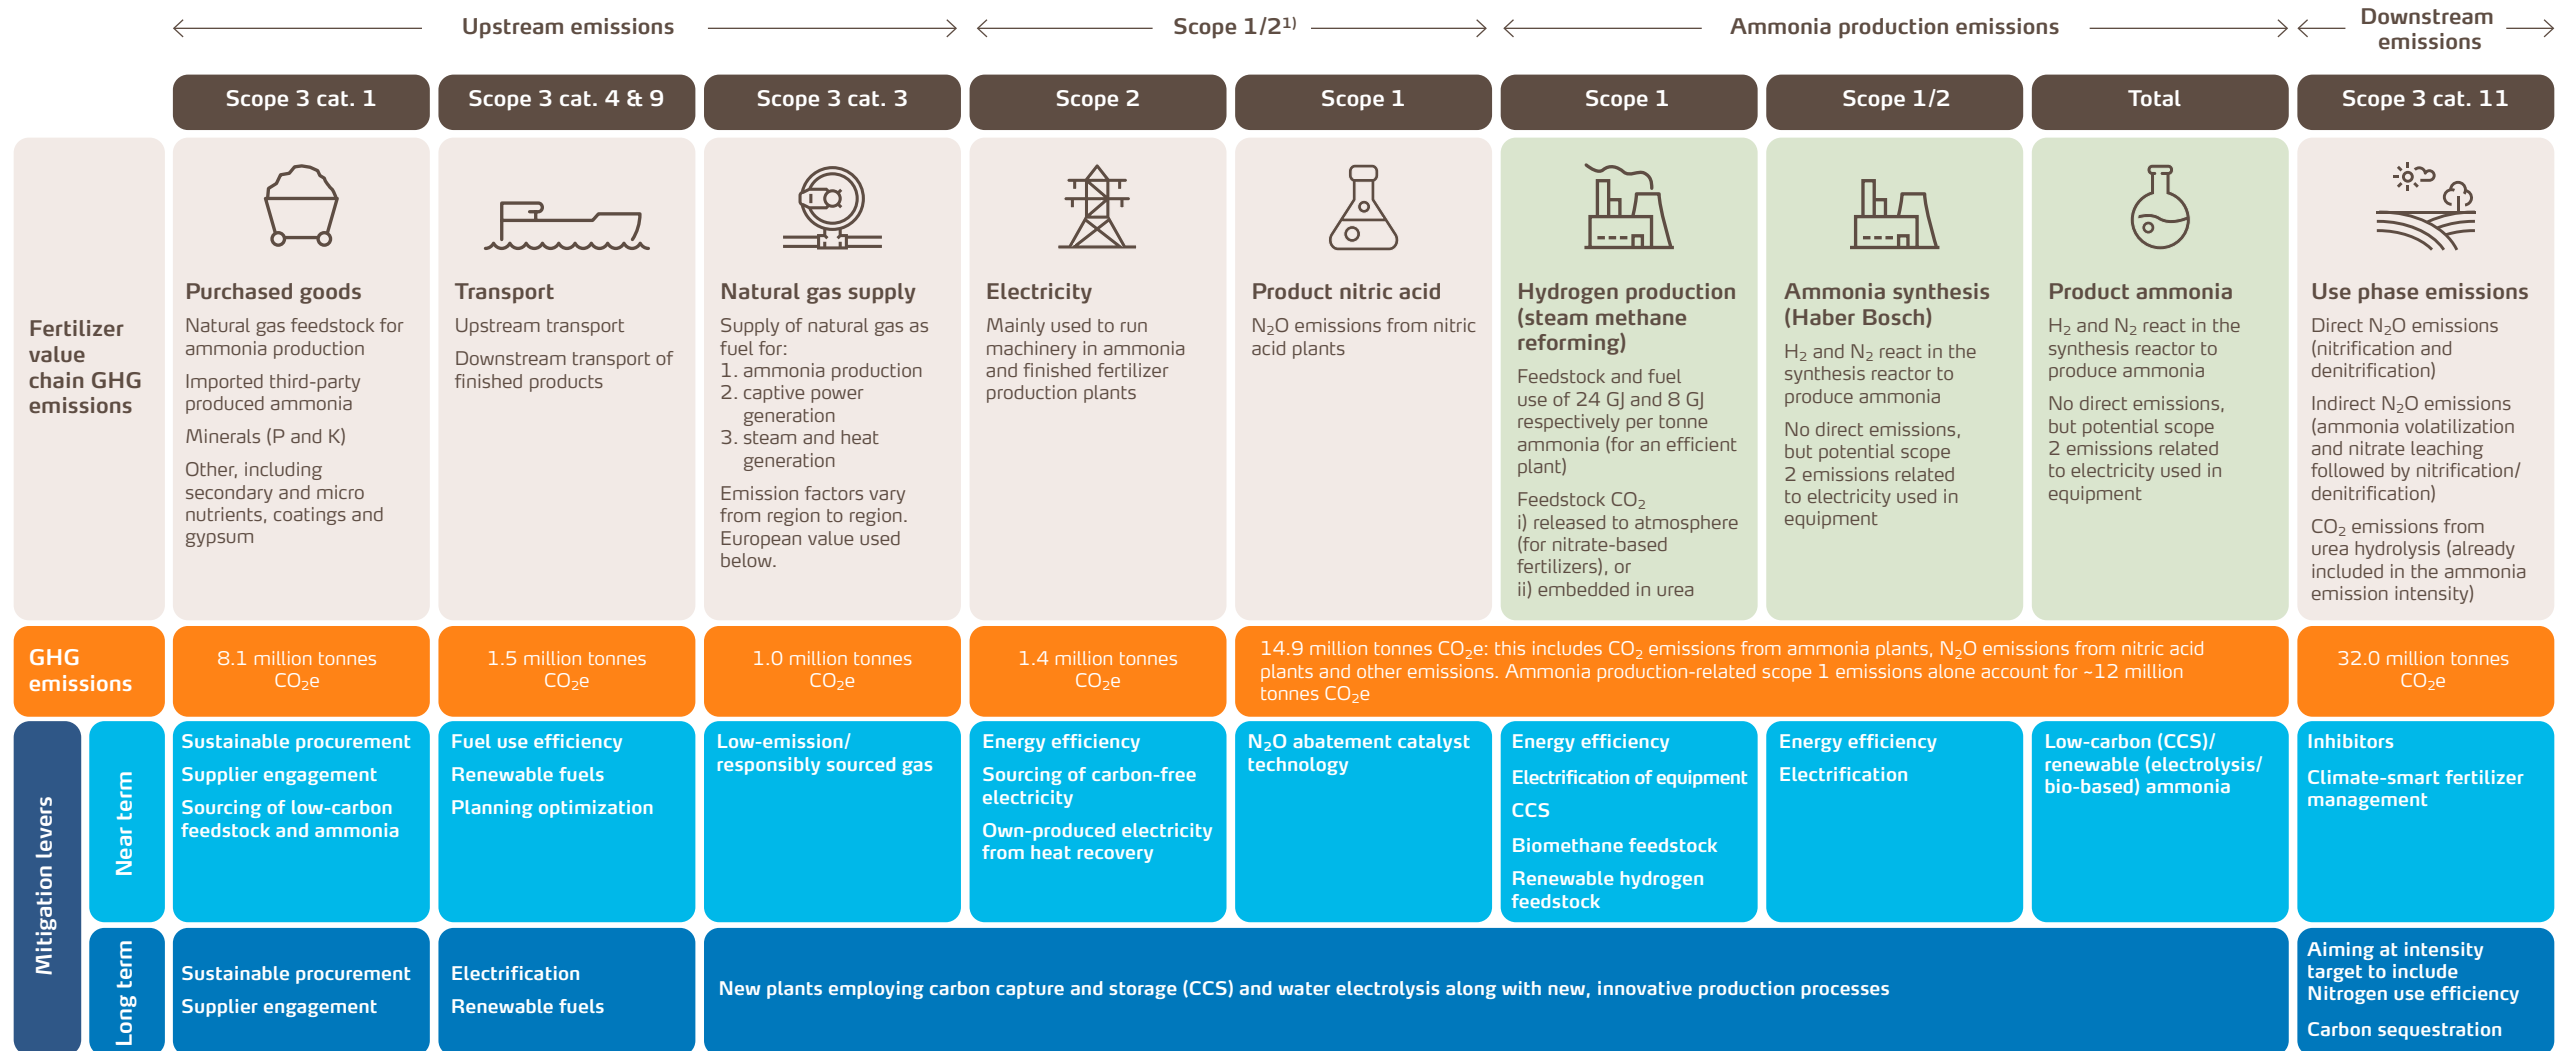 Upstream emissions
Scope 1/2¹⁾
Ammonia production emissions
Downstream
emissions
Scope 3 cat. 1
Scope 3 cat. 4 & 9
Scope 3 cat. 3
Scope 2
Scope 1
Scope 1
Scope 1/2
Total
Scope 3 cat. 11
Fertilizer
value
chain GHG
emissions
Purchased goods
Natural gas feedstock for
ammonia production
Imported third-party
produced ammonia
Minerals (P and K)
Other, including
secondary and micro
nutrients, coatings and
gypsum
Transport
Upstream transport
Downstream transport of
finished products
Natural gas supply
Supply of natural gas as
fuel for:
1. ammonia production
2. captive power
generation
3. steam and heat
generation
Emission factors vary
from region to region.
European value used
below.
Electricity
Mainly used to run
machinery in ammonia
and finished fertilizer
production plants
Product nitric acid
N₂O emissions from nitric
acid plants
Hydrogen production
(steam methane
reforming)
Feedstock and fuel
use of 24 GJ and 8 GJ
respectively per tonne
ammonia (for an efficient
plant)
Feedstock CO₂
i) released to atmosphere
(for nitrate-based
fertilizers), or
ii) embedded in urea
Ammonia synthesis
(Haber Bosch)
H₂ and N₂ react in the
synthesis reactor to
produce ammonia
No direct emissions,
but potential scope
2 emissions related
to electricity used in
equipment
Product ammonia
H₂ and N₂ react in the
synthesis reactor to
produce ammonia
No direct emissions,
but potential scope
2 emissions related
to electricity used in
equipment
Use phase emissions
Direct N₂O emissions
(nitrification and
denitrification)
Indirect N₂O emissions
(ammonia volatilization
and nitrate leaching
followed by nitrification/
denitrification)
CO₂ emissions from
urea hydrolysis (already
included in the ammonia
emission intensity)
GHG
emissions
8.1 million tonnes
CO₂e
1.5 million tonnes
CO₂e
1.0 million tonnes
CO₂e
1.4 million tonnes
CO₂e
14.9 million tonnes CO₂e: this includes CO₂ emissions from ammonia plants, N₂O emissions from nitric acid
plants and other emissions. Ammonia production-related scope 1 emissions alone account for ~12 million
tonnes CO₂e
32.0 million tonnes
CO₂e
Mitigation levers
Near term
Sustainable procurement
Supplier engagement
Sourcing of low-carbon
feedstock and ammonia
Fuel use efficiency
Renewable fuels
Planning optimization
Low-emission/
responsibly sourced gas
Energy efficiency
Sourcing of carbon-free
electricity
Own-produced electricity
from heat recovery
N₂O abatement catalyst
technology
Energy efficiency
Electrification of equipment
CCS
Biomethane feedstock
Renewable hydrogen
feedstock
Energy efficiency
Electrification
Low-carbon (CCS)/
renewable (electrolysis/
bio-based) ammonia
Inhibitors
Climate-smart fertilizer
management
Long term
Sustainable procurement
Supplier engagement
Electrification
Renewable fuels
New plants employing carbon capture and storage (CCS) and water electrolysis along with new, innovative production processes
Aiming at intensity
target to include
Nitrogen use efficiency
Carbon sequestration